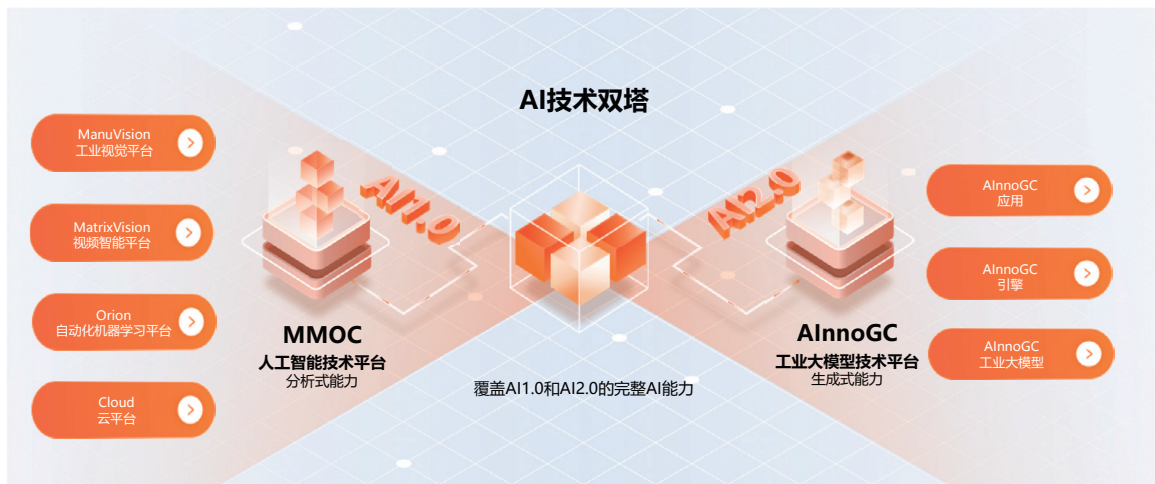 AI技术双塔
ManuVision
工业视觉平台
MatrixVision
视频智能平台
Orion
自动化机器学习平台
Cloud
云平台
AI1.0
MMOC
人工智能技术平台
分析式能力
覆盖AI1.0和AI2.0的完整AI能力
AI2.0
AInnoGC
工业大模型技术平台
生成式能力
AInnoGC
应用
AInnoGC
引擎
AInnoGC
工业大模型